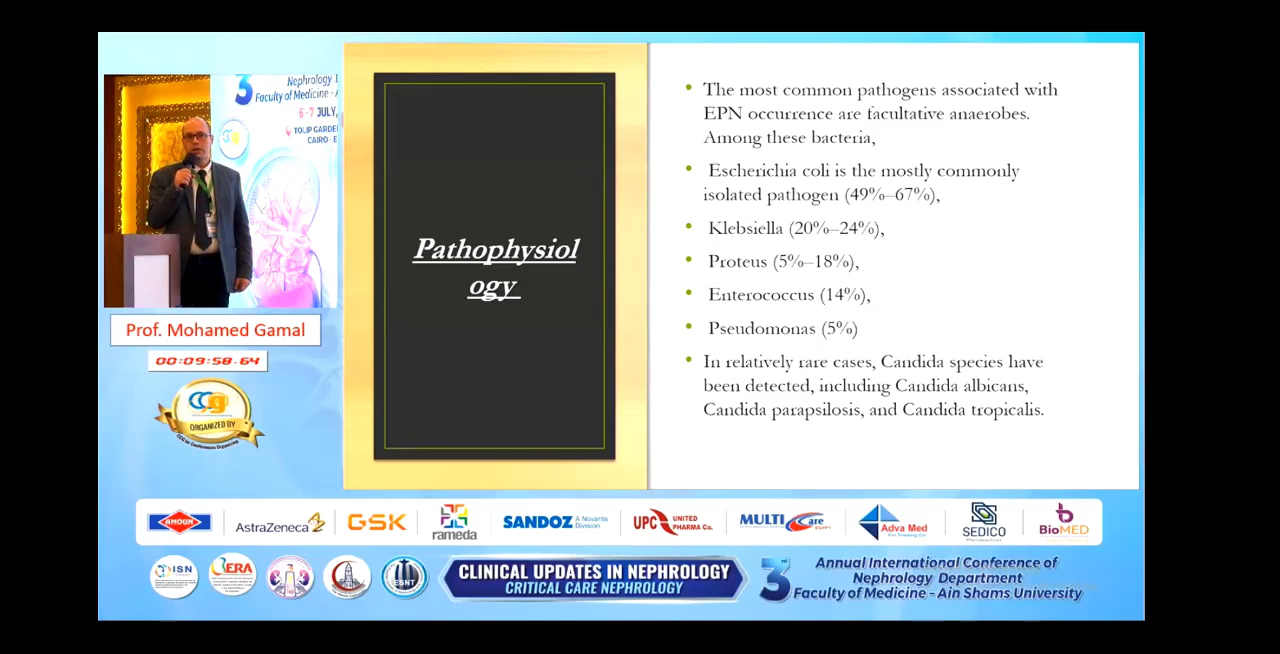 Nephrology
Faculty of Medicine - A
6-7 JULY,
TOLIP GARDE
CAIRO - E
Prof. Mohamed Gamal
00:09:58.64
ORGANIZED BY
Pathophysiol
ogy
• The most common pathogens associated with
EPN occurrence are facultative anaerobes.
Among these bacteria,
• Escherichia coli is the mostly commonly
isolated pathogen (49%–67%),
• Klebsiella (20%–24%),
• Proteus (5%–18%),
• Enterococcus (14%),
• Pseudomonas (5%)
• In relatively rare cases, Candida species have
been detected, including Candida albicans,
Candida parapsilosis, and Candida tropicalis.
AMOUN
AstraZeneca
GSK
rameda
SANDOZ A Novartis Division
UPC UNITED PHARMA Co.
MULTI Care EGYPT
Adva Med
SEDICO
BioMED
ISN
ERA
ESNT
CLINICAL UPDATES IN NEPHROLOGY
CRITICAL CARE NEPHROLOGY
3
Annual International Conference of
Nephrology Department
Faculty of Medicine - Ain Shams University